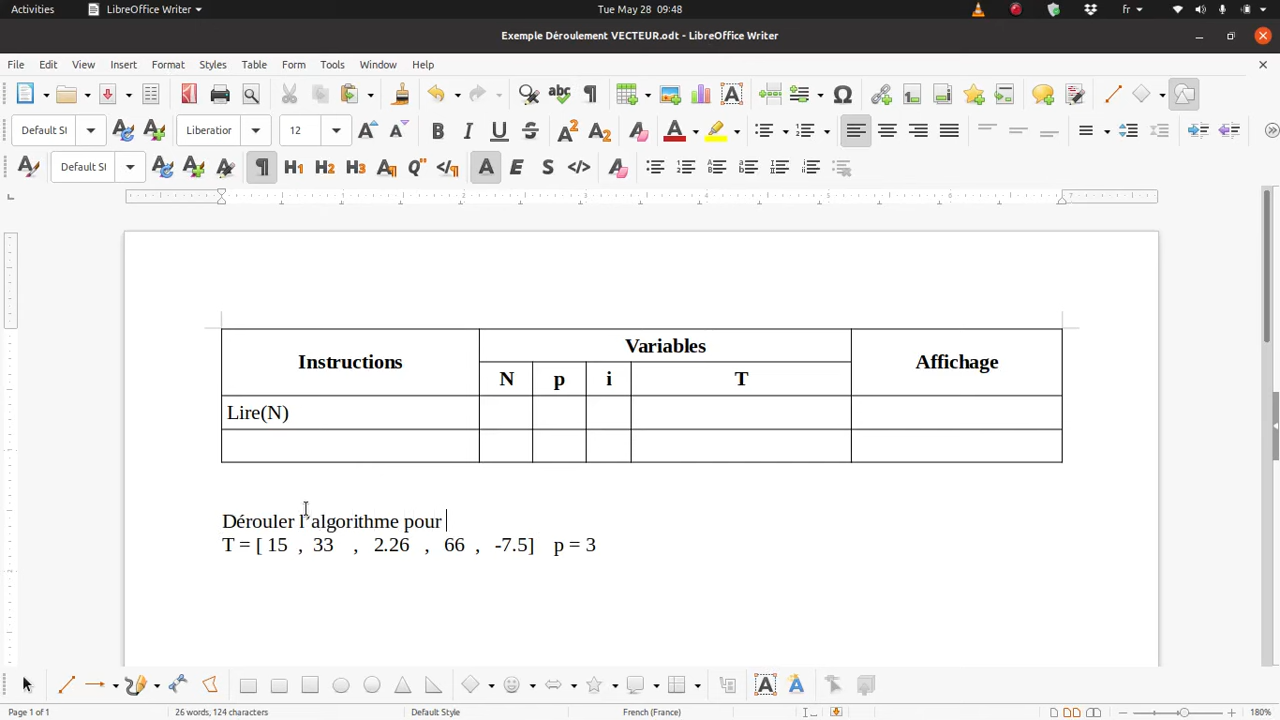 Activities
LibreOffice Writer
Tue May 28 09:48
fr
Exemple Déroulement VECTEUR.odt - LibreOffice Writer
File Edit View Insert Format Styles Table Form Tools Window Help
Default St Liberation 12
Default St
Instructions Variables Affichage
N p i T
Lire(N)
Dérouler l'algorithme pour
T = [ 15 , 33 , 2.26 , 66 , -7.5] p = 3
Page 1 of 1 26 words, 124 characters Default Style French (France) 180%